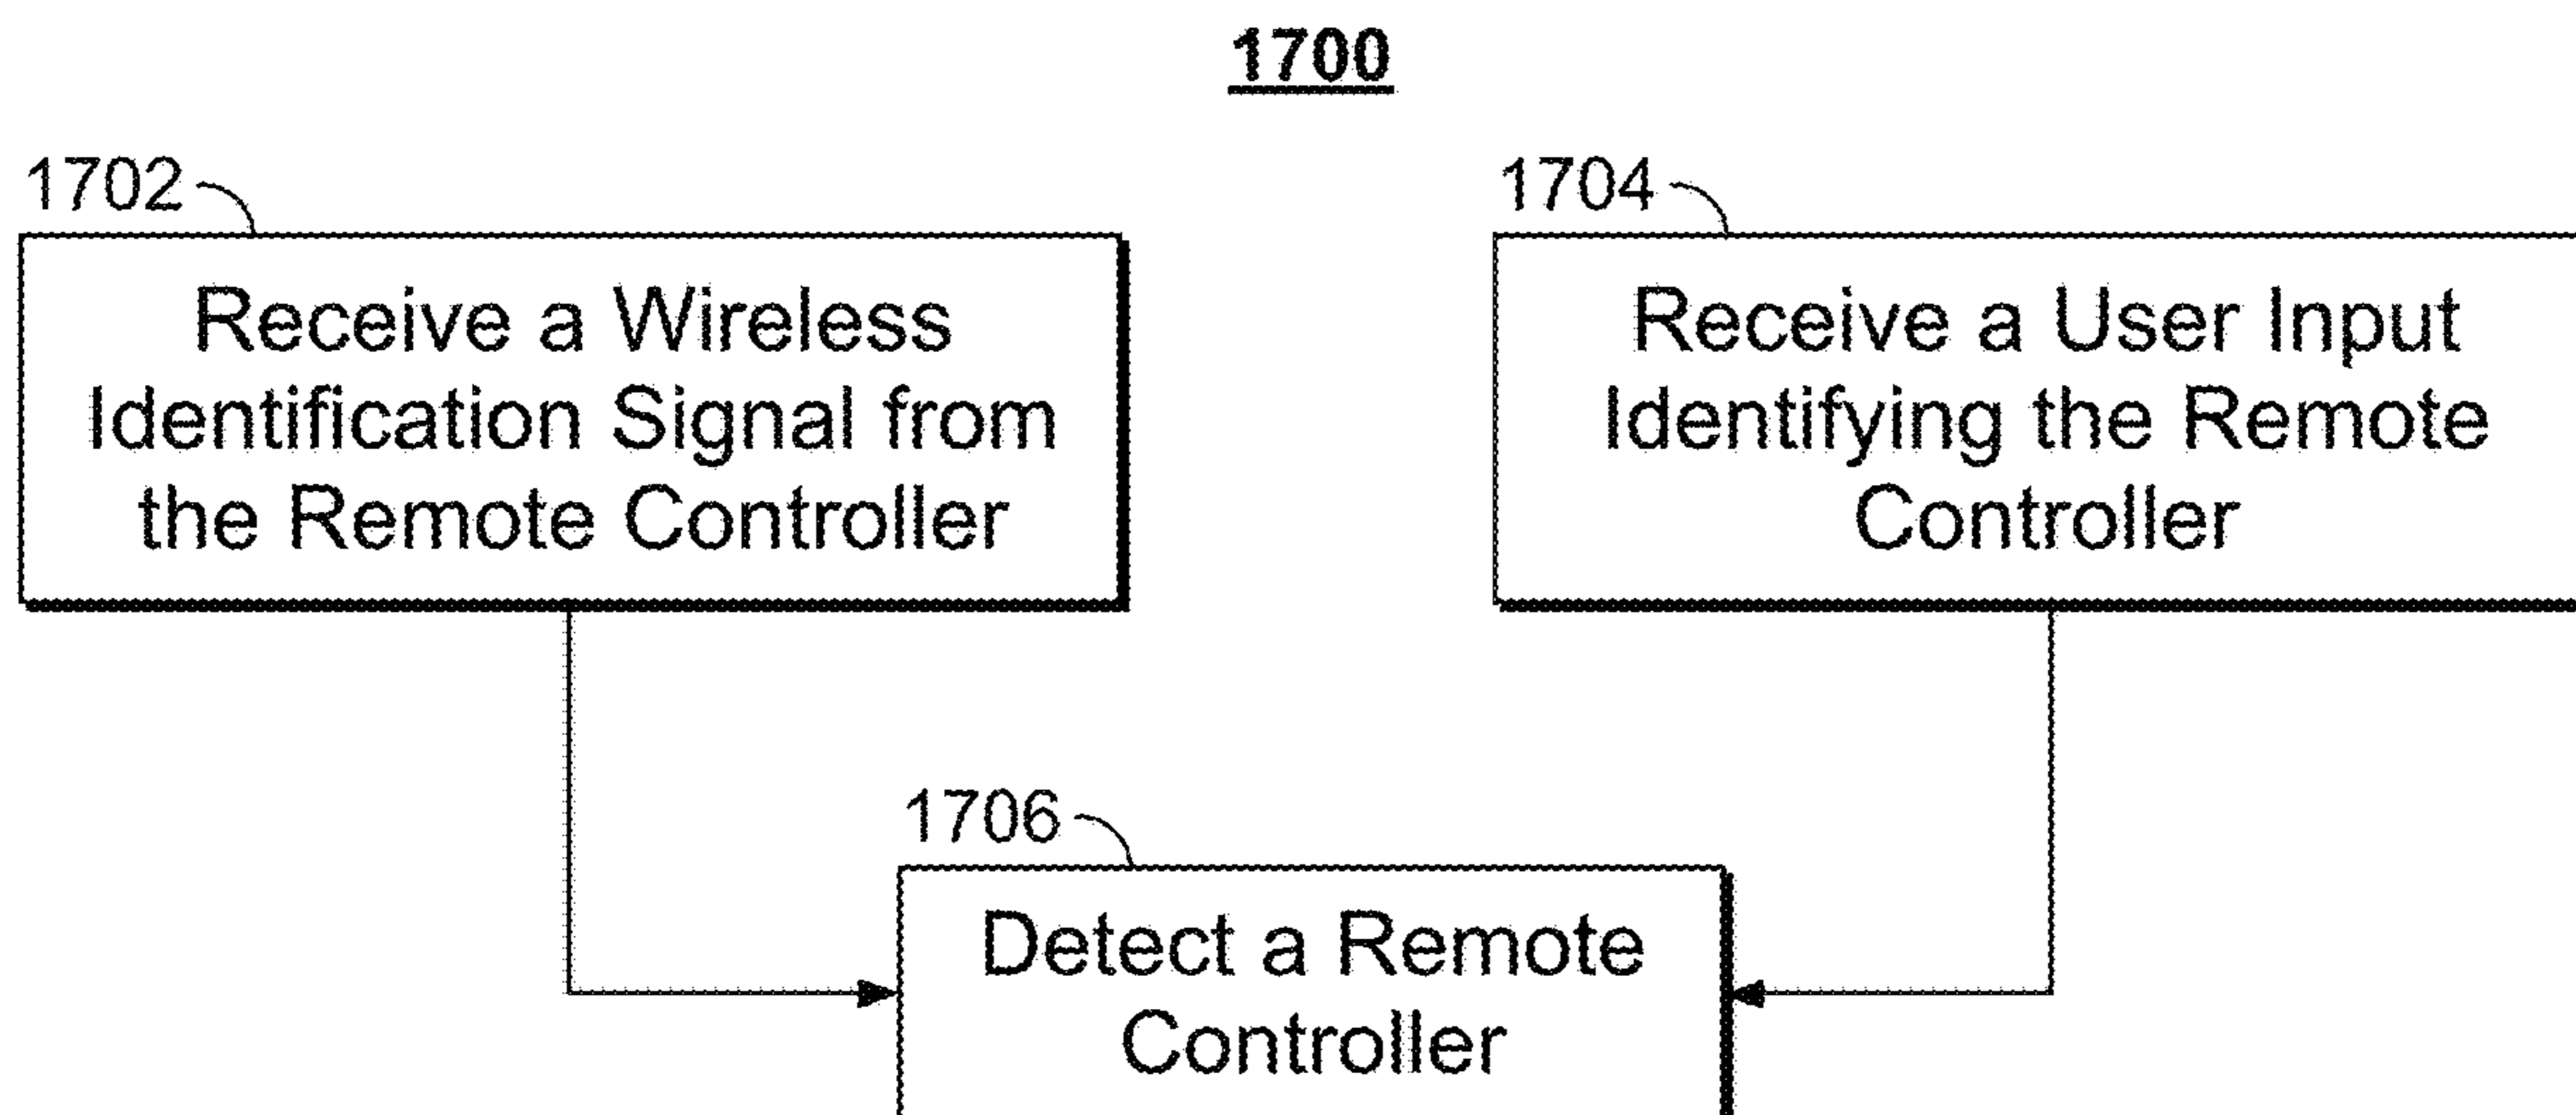 1700
1702
Receive a Wireless
Identification Signal from
the Remote Controller
1704
Receive a User Input
Identifying the Remote
Controller
1706
Detect a Remote
Controller